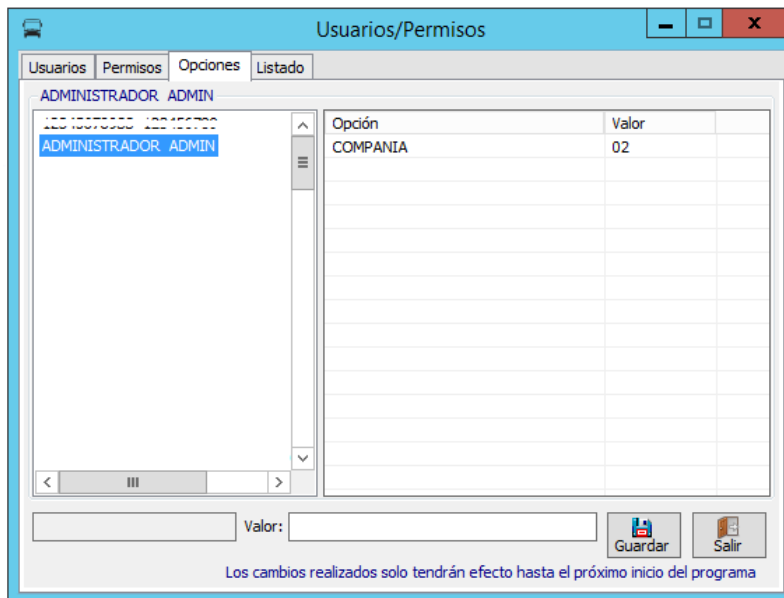 Usuarios/Permisos
Usuarios Permisos Opciones Listado
ADMINISTRADOR ADMIN
ADMINISTRADOR ADMIN
Opción Valor
COMPANIA 02
Valor:
Guardar Salir
Los cambios realizados solo tendrán efecto hasta el próximo inicio del programa